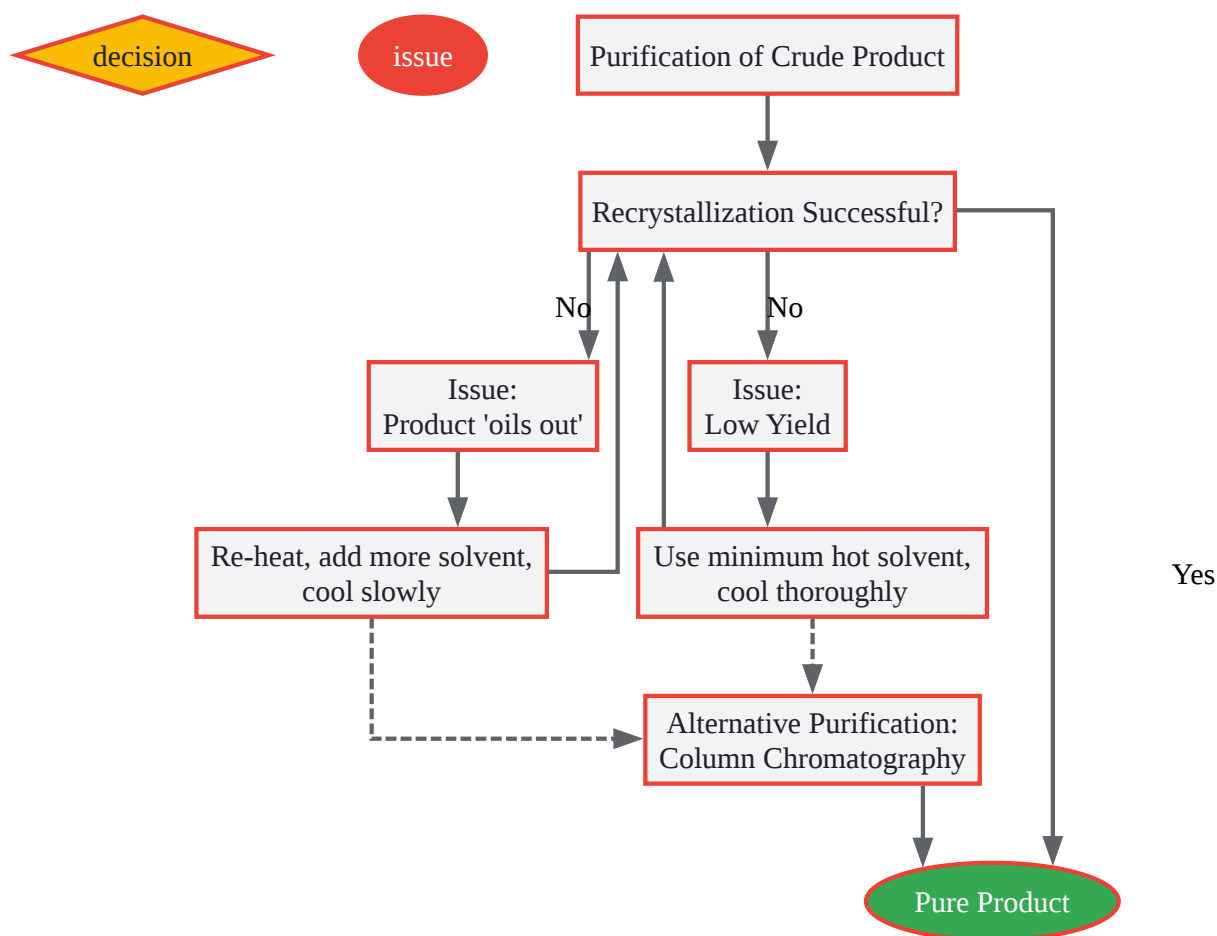 decision
issue
Purification of Crude Product
Recrystallization Successful?
No
No
Issue:
Product 'oils out'
Issue:
Low Yield
Re-heat, add more solvent,
cool slowly
Use minimum hot solvent,
cool thoroughly
Yes
Alternative Purification:
Column Chromatography
Pure Product